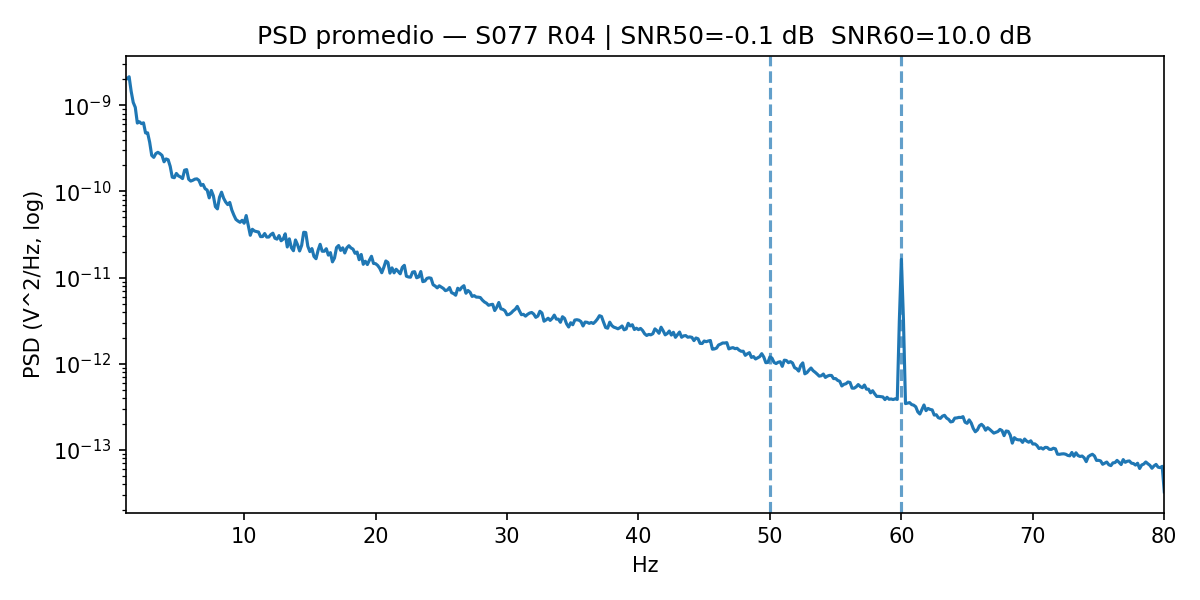 PSD promedio — S077 R04 | SNR50=-0.1 dB  SNR60=10.0 dB
PSD (V^2/Hz, log)
10⁻⁹
10⁻¹⁰
10⁻¹¹
10⁻¹²
10⁻¹³
10 20 30 40 50 60 70 80
Hz